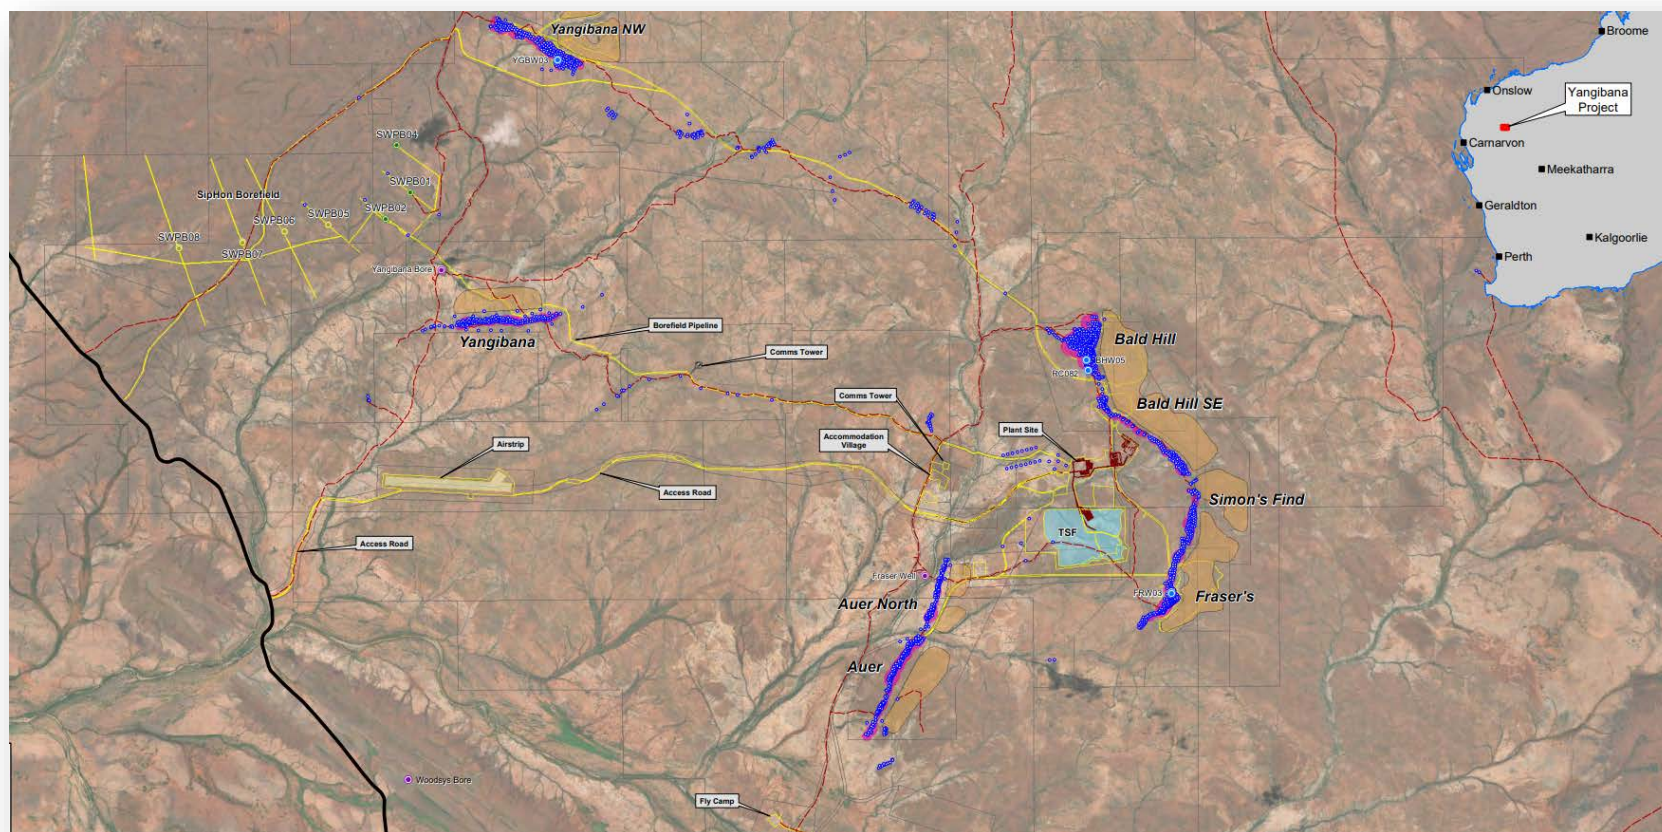 Yangibana NW
YGBW03
Broome
Onslow
Yangibana
Project
Carnarvon
Meekatharra
Geraldton
Kalgoorlie
Perth
SWPB04
SWPB01
SipHon Borefield
SWPB02
SWPB05
SWPB06
SWPB08
SWPB07
Yangibana Bore
Borefield Pipeline
Yangibana
Comms Tower
Bald Hill
BHW05
RC082
Comms Tower
Bald Hill SE
Plant Site
Accommodation
Village
Airstrip
Access Road
Simon's Find
TSF
Access Road
Fraser Well
FRW03
Fraser's
Auer North
Auer
Woodsys Bore
Fly Camp